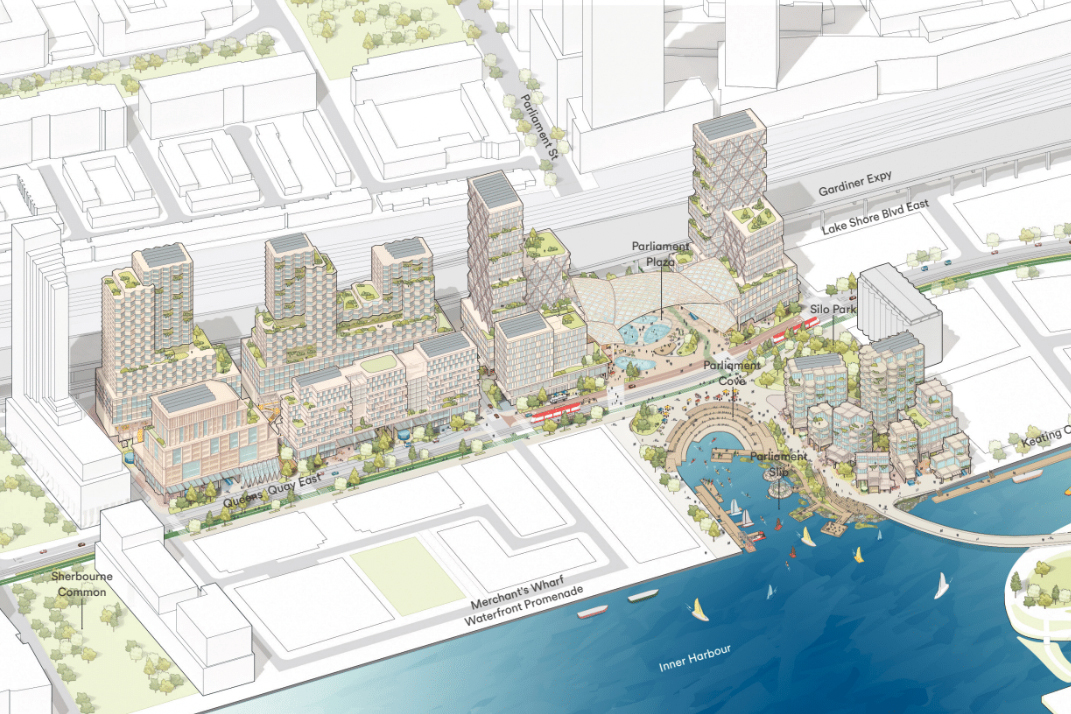 Parliament St
Gardiner Expy
Lake Shore Blvd East
Parliament
Plaza
Silo Park
Parliament
Cove
Parliament
Slip
Keating
Queens Quay East
Sherbourne
Common
Merchant's Wharf
Waterfront Promenade
Inner Harbour